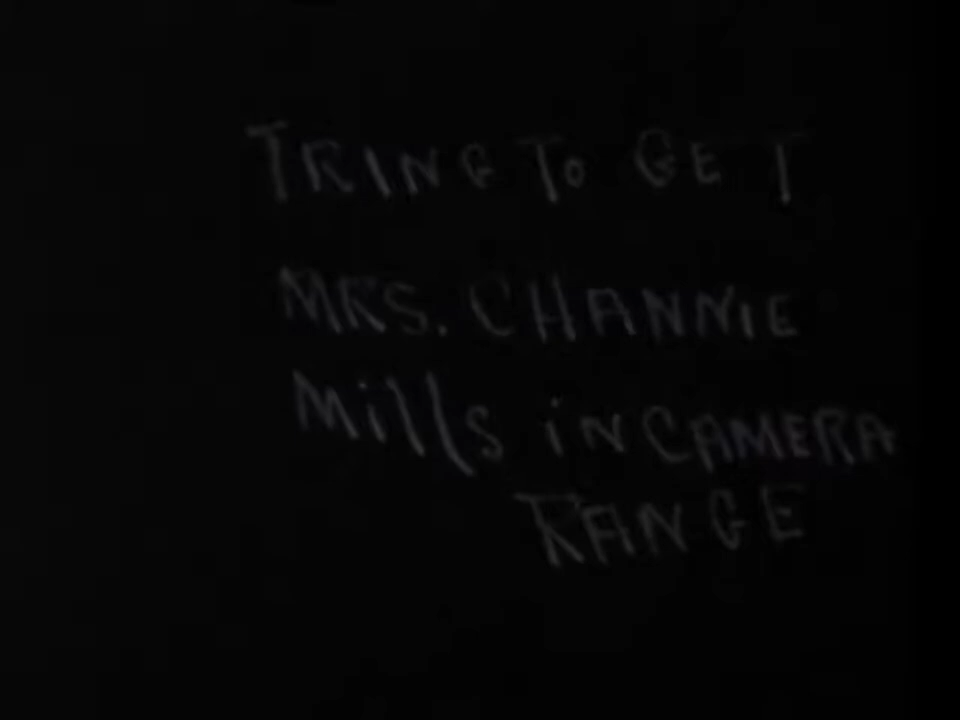 TRING To GET
MRS. CHANNIE
Mills iN CAMERA
RANGE